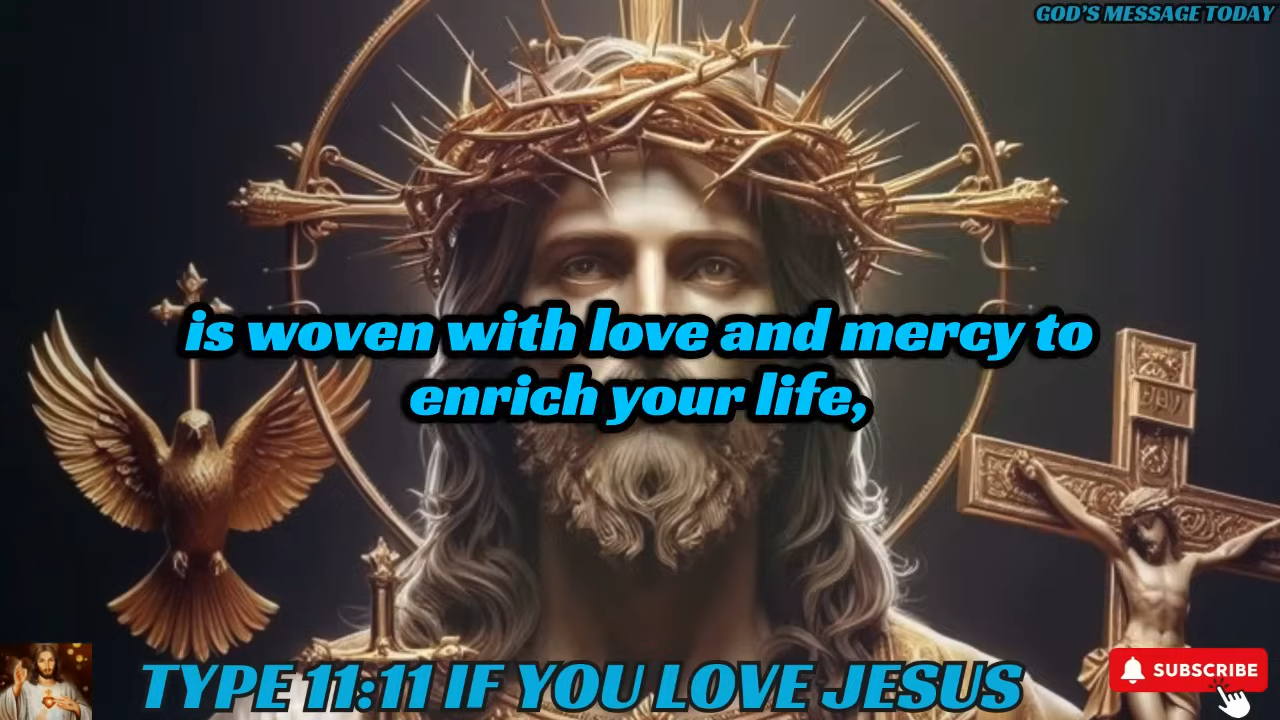 GOD'S MESSAGE TODAY
is woven with love and mercy to
enrich your life,
TYPE 11:11 IF YOU LOVE JESUS
SUBSCRIBE